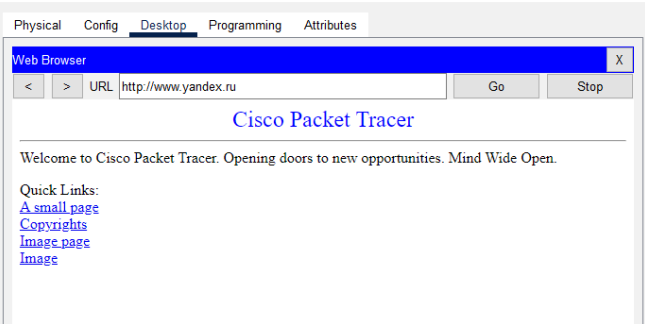 Physical Config Desktop Programming Attributes
Web Browser X
< > URL http://www.yandex.ru Go Stop
Cisco Packet Tracer
Welcome to Cisco Packet Tracer. Opening doors to new opportunities. Mind Wide Open.
Quick Links:
A small page
Copyrights
Image page
Image